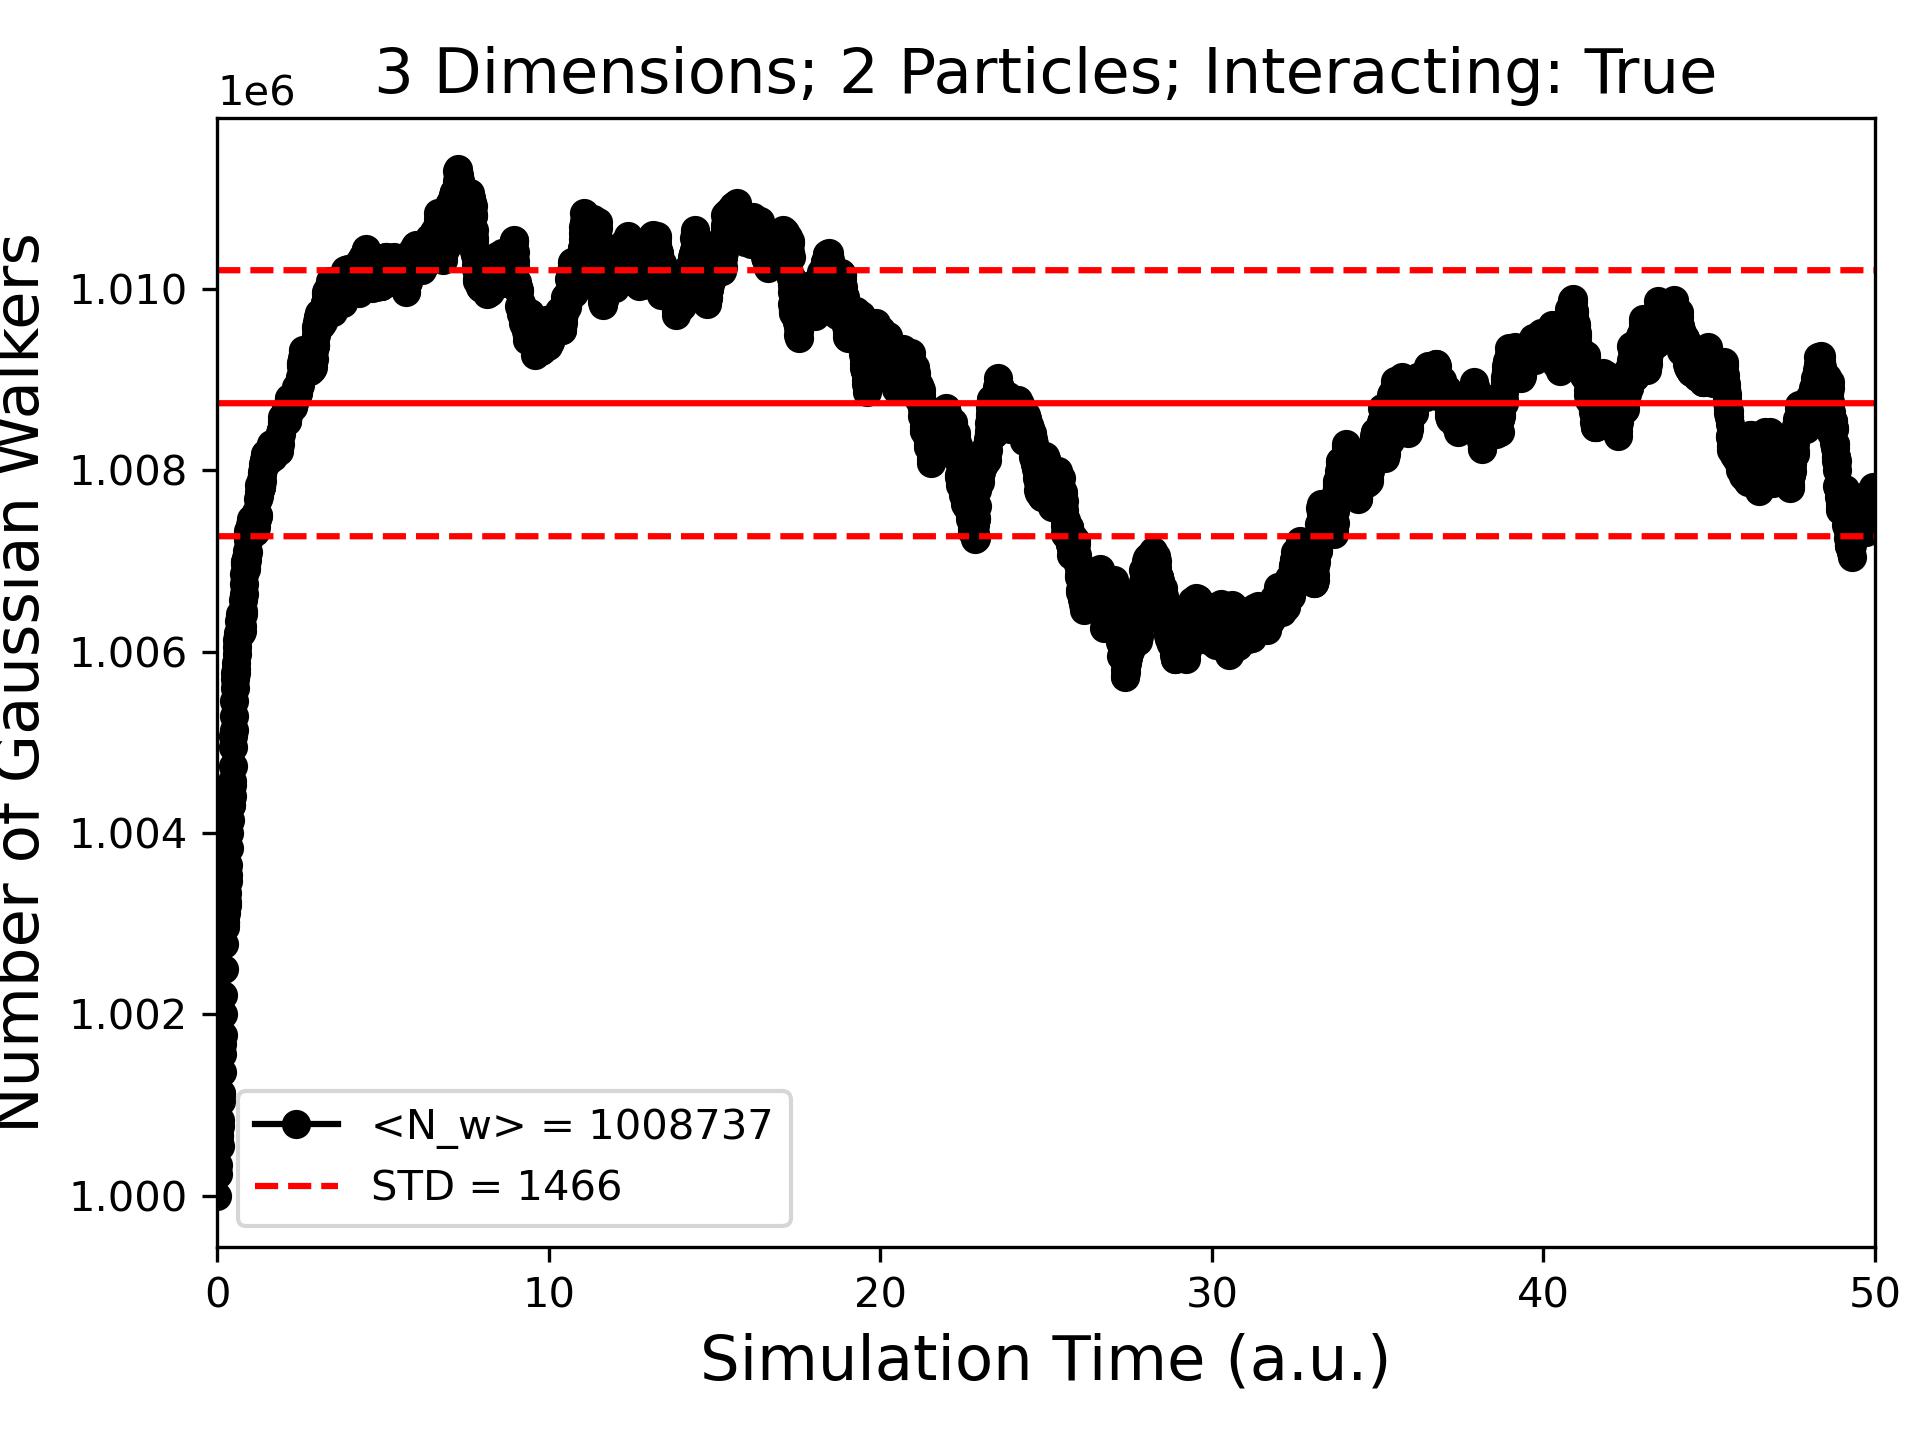 3 Dimensions; 2 Particles; Interacting: True
1e6
Number of Gaussian Walkers
1.010
1.008
1.006
1.004
1.002
1.000
<N_w> = 1008737
STD = 1466
0 10 20 30 40 50
Simulation Time (a.u.)